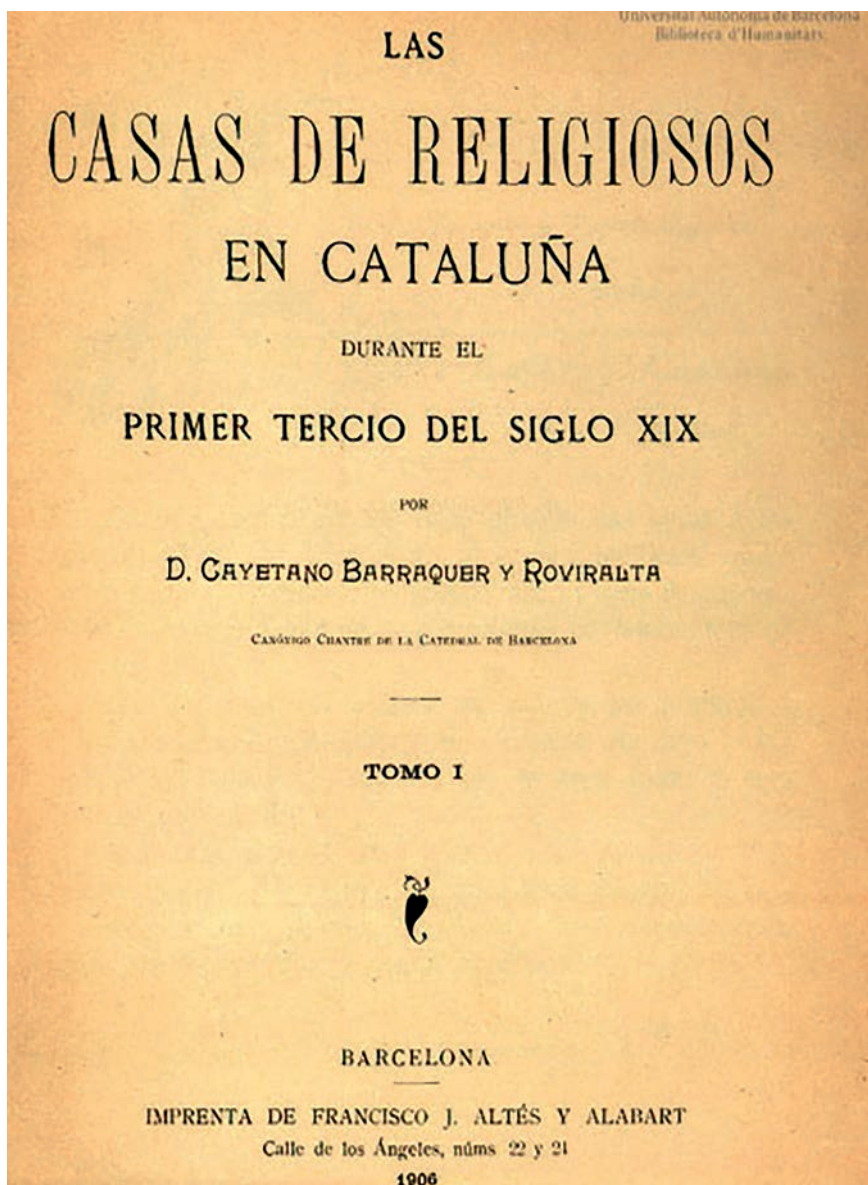 Universitat Autònoma de Barcelona
Biblioteca d'Humanitats
LAS
CASAS DE RELIGIOSOS
EN CATALUÑA
DURANTE EL
PRIMER TERCIO DEL SIGLO XIX
POR
D. CAYETANO BARRAQUER Y ROVIRALTA
CANÓNIGO CHANTRE DE LA CATEDRAL DE BARCELONA
TOMO I
BARCELONA
IMPRENTA DE FRANCISCO J. ALTÉS Y ALABART
Calle de los Ángeles, núms 22 y 24
1906